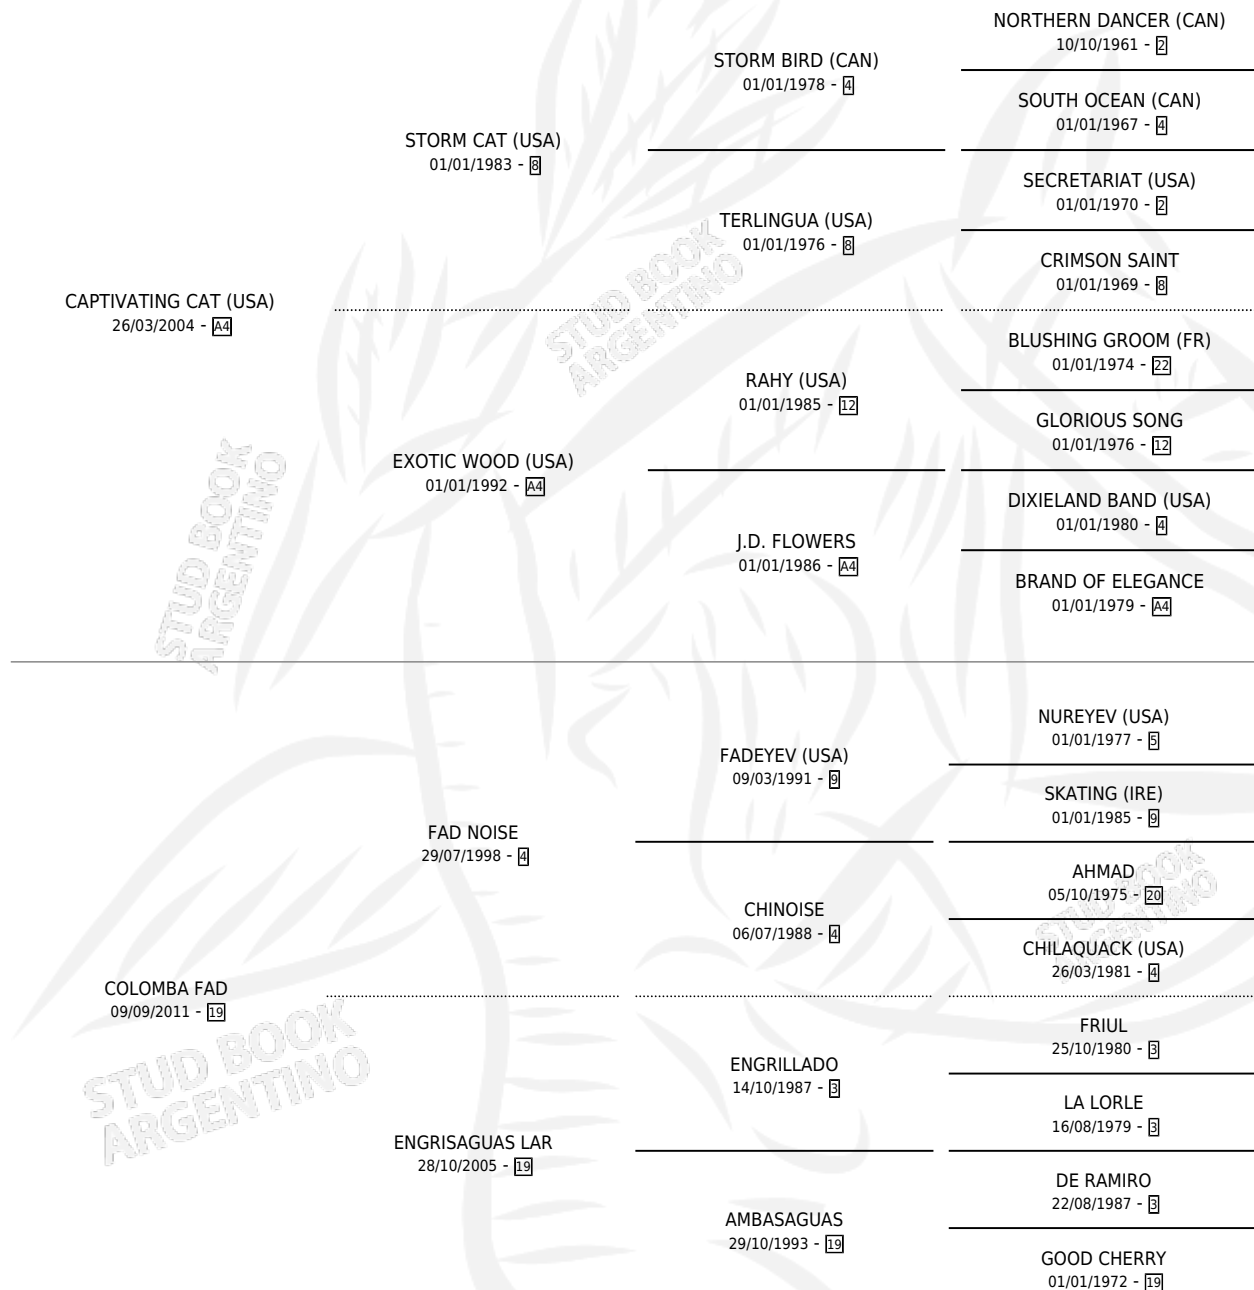 NORTHERN DANCER (CAN)
10/10/1961 - 2
STORM BIRD (CAN)
01/01/1978 - 4
SOUTH OCEAN (CAN)
01/01/1967 - 4
STORM CAT (USA)
01/01/1983 - 8
SECRETARIAT (USA)
01/01/1970 - 2
TERLINGUA (USA)
01/01/1976 - 8
CRIMSON SAINT
01/01/1969 - 8
CAPTIVATING CAT (USA)
26/03/2004 - A4
BLUSHING GROOM (FR)
01/01/1974 - 22
RAHY (USA)
01/01/1985 - 12
GLORIOUS SONG
01/01/1976 - 12
EXOTIC WOOD (USA)
01/01/1992 - A4
DIXIELAND BAND (USA)
01/01/1980 - 4
J.D. FLOWERS
01/01/1986 - A4
BRAND OF ELEGANCE
01/01/1979 - A4
STUD BOOK
ARGENTINO
STUD BOOK
ARGENTINO
NUREYEV (USA)
01/01/1977 - 5
FADEYEV (USA)
09/03/1991 - 9
SKATING (IRE)
01/01/1985 - 9
FAD NOISE
29/07/1998 - 4
AHMAD
05/10/1975 - 20
CHINOISE
06/07/1988 - 4
CHILAQUACK (USA)
26/03/1981 - 4
COLOMBA FAD
09/09/2011 - 19
FRIUL
25/10/1980 - 3
ENGRILLADO
14/10/1987 - 3
LA LORLE
16/08/1979 - 3
ENGRISAGUAS LAR
28/10/2005 - 19
DE RAMIRO
22/08/1987 - 3
AMBASAGUAS
29/10/1993 - 19
GOOD CHERRY
01/01/1972 - 19
STUD BOOK
ARGENTINO
STUD BOOK
ARGENTINO